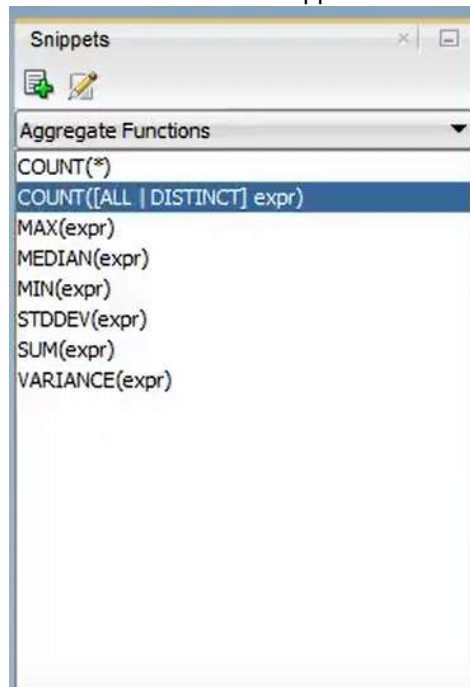 Snippets
Aggregate Functions
COUNT(*)
COUNT([ALL | DISTINCT] expr)
MAX(expr)
MEDIAN(expr)
MIN(expr)
STDDEV(expr)
SUM(expr)
VARIANCE(expr)